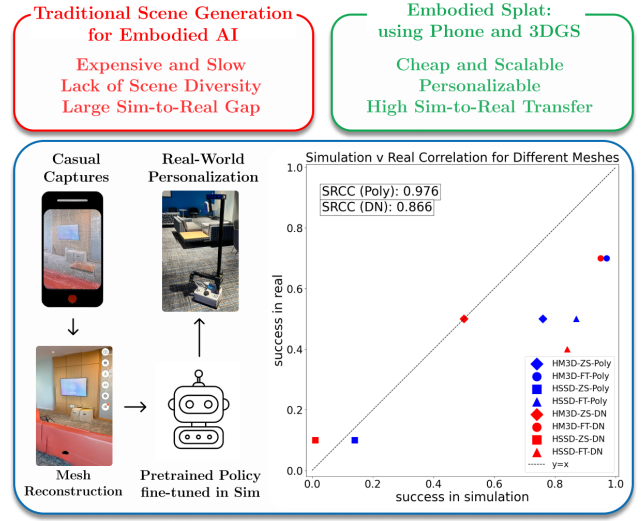 Traditional Scene Generation
for Embodied AI
Expensive and Slow
Lack of Scene Diversity
Large Sim-to-Real Gap
Embodied Splat:
using Phone and 3DGS
Cheap and Scalable
Personalizable
High Sim-to-Real Transfer
Casual
Captures
Real-World
Personalization
Mesh
Reconstruction
Pretrained Policy
fine-tuned in Sim
Simulation v Real Correlation for Different Meshes
SRCC (Poly): 0.976
SRCC (DN): 0.866
success in real
1.0
0.8
0.6
0.4
0.2
0.0
0.0 0.2 0.4 0.6 0.8 1.0
success in simulation
HM3D-ZS-Poly
HM3D-FT-Poly
HSSD-ZS-Poly
HSSD-FT-Poly
HM3D-ZS-DN
HM3D-FT-DN
HSSD-ZS-DN
HSSD-FT-DN
y=x